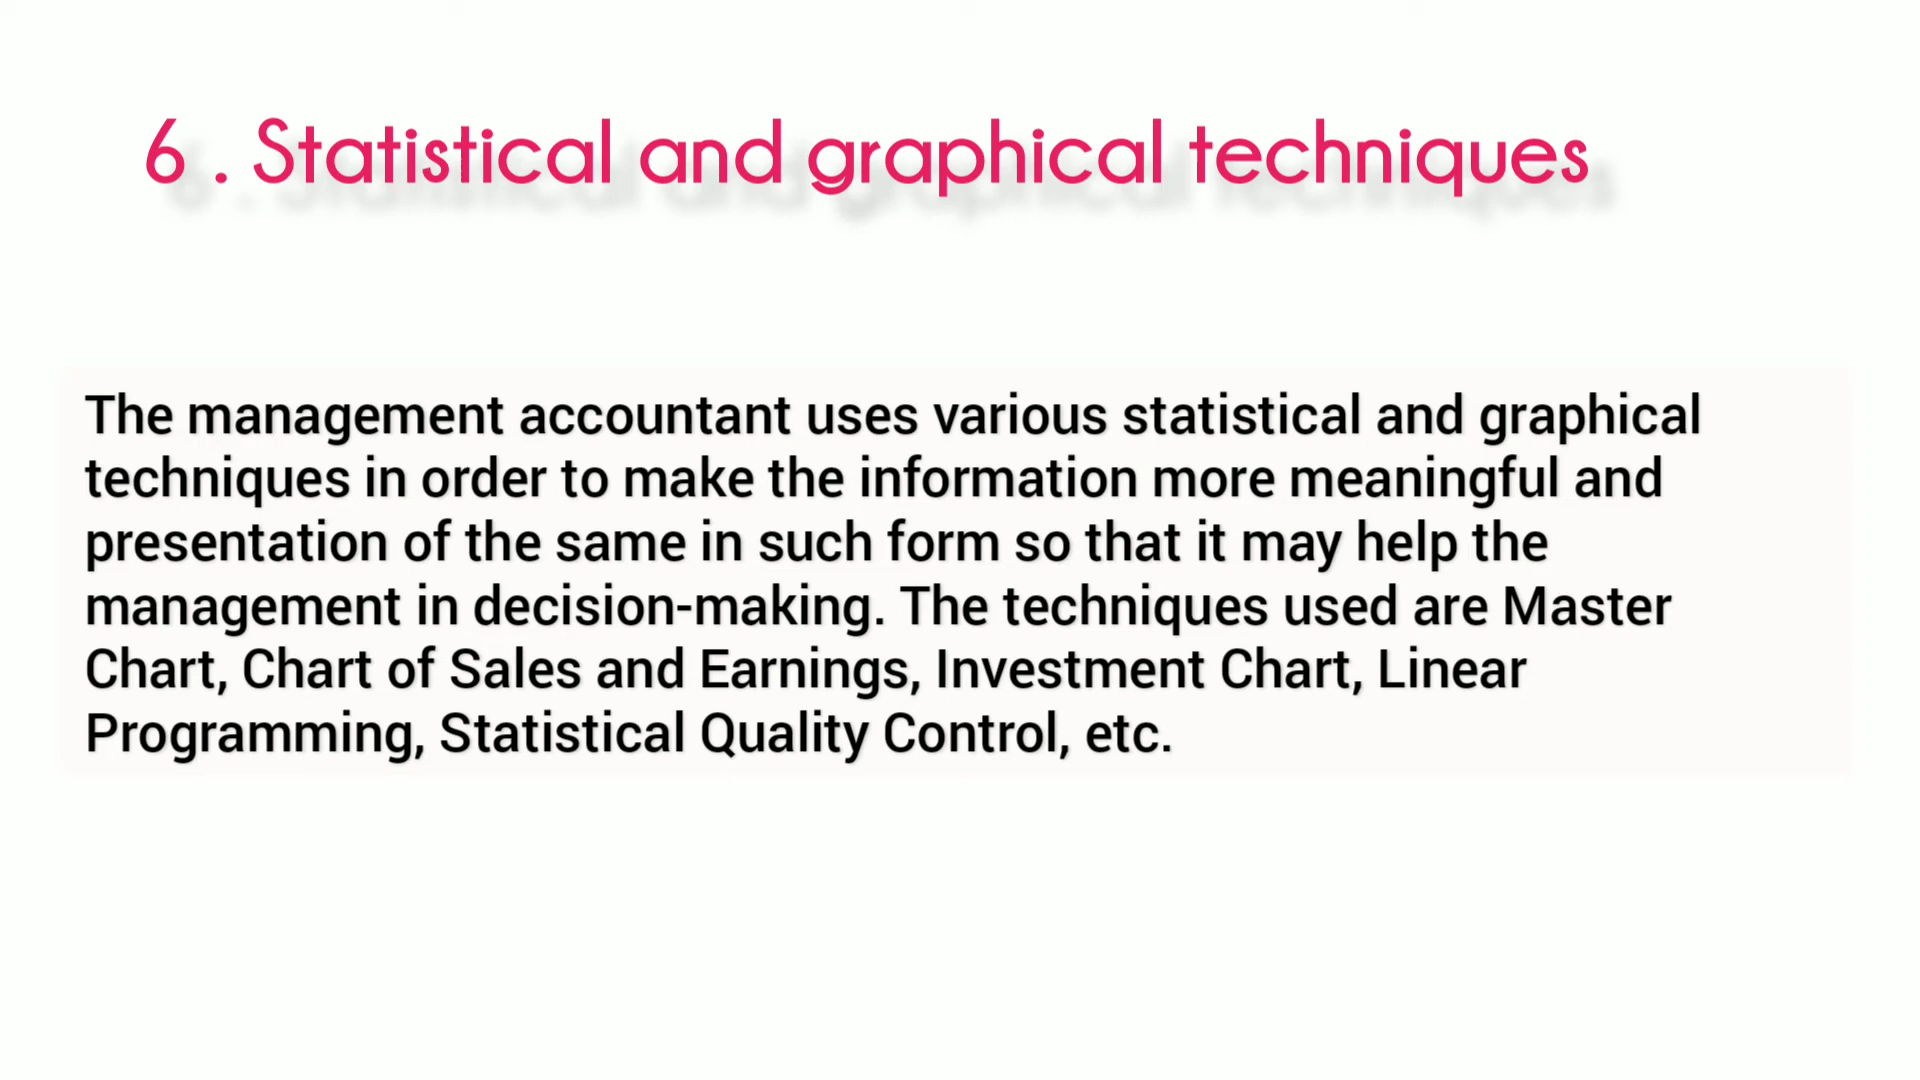 6 . Statistical and graphical techniques
The management accountant uses various statistical and graphical
techniques in order to make the information more meaningful and
presentation of the same in such form so that it may help the
management in decision-making. The techniques used are Master
Chart, Chart of Sales and Earnings, Investment Chart, Linear
Programming, Statistical Quality Control, etc.